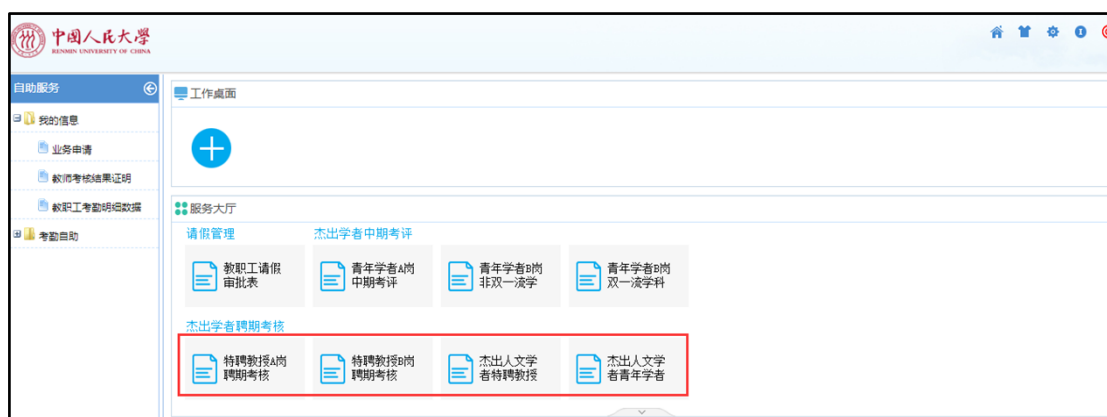 中国人民大学
RENMIN UNIVERSITY OF CHINA
自助服务
我的信息
业务申请
教师考核结果证明
教职工考勤明细数据
考勤自助
工作桌面
服务大厅
请假管理 杰出学者中期考评
教职工请假
审批表
青年学者A岗
中期考评
青年学者B岗
非双一流学
青年学者B岗
双一流学科
杰出学者聘期考核
特聘教授A岗
聘期考核
特聘教授B岗
聘期考核
杰出人文学
者特聘教授
杰出人文学
者青年学者